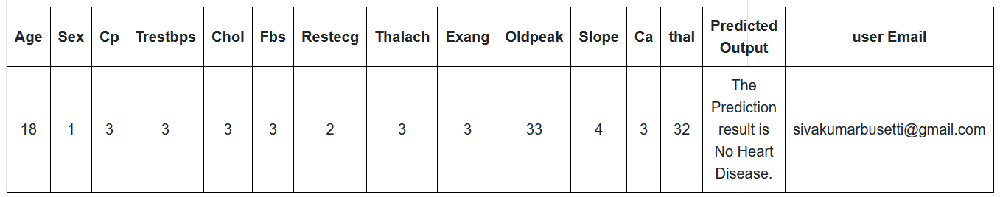 Age Sex Cp Trestbps Chol Fbs Restecg Thalach Exang Oldpeak Slope Ca thal Predicted Output user Email
18 1 3 3 3 3 2 3 3 33 4 3 32 The Prediction result is No Heart Disease. sivakumarbusetti@gmail.com